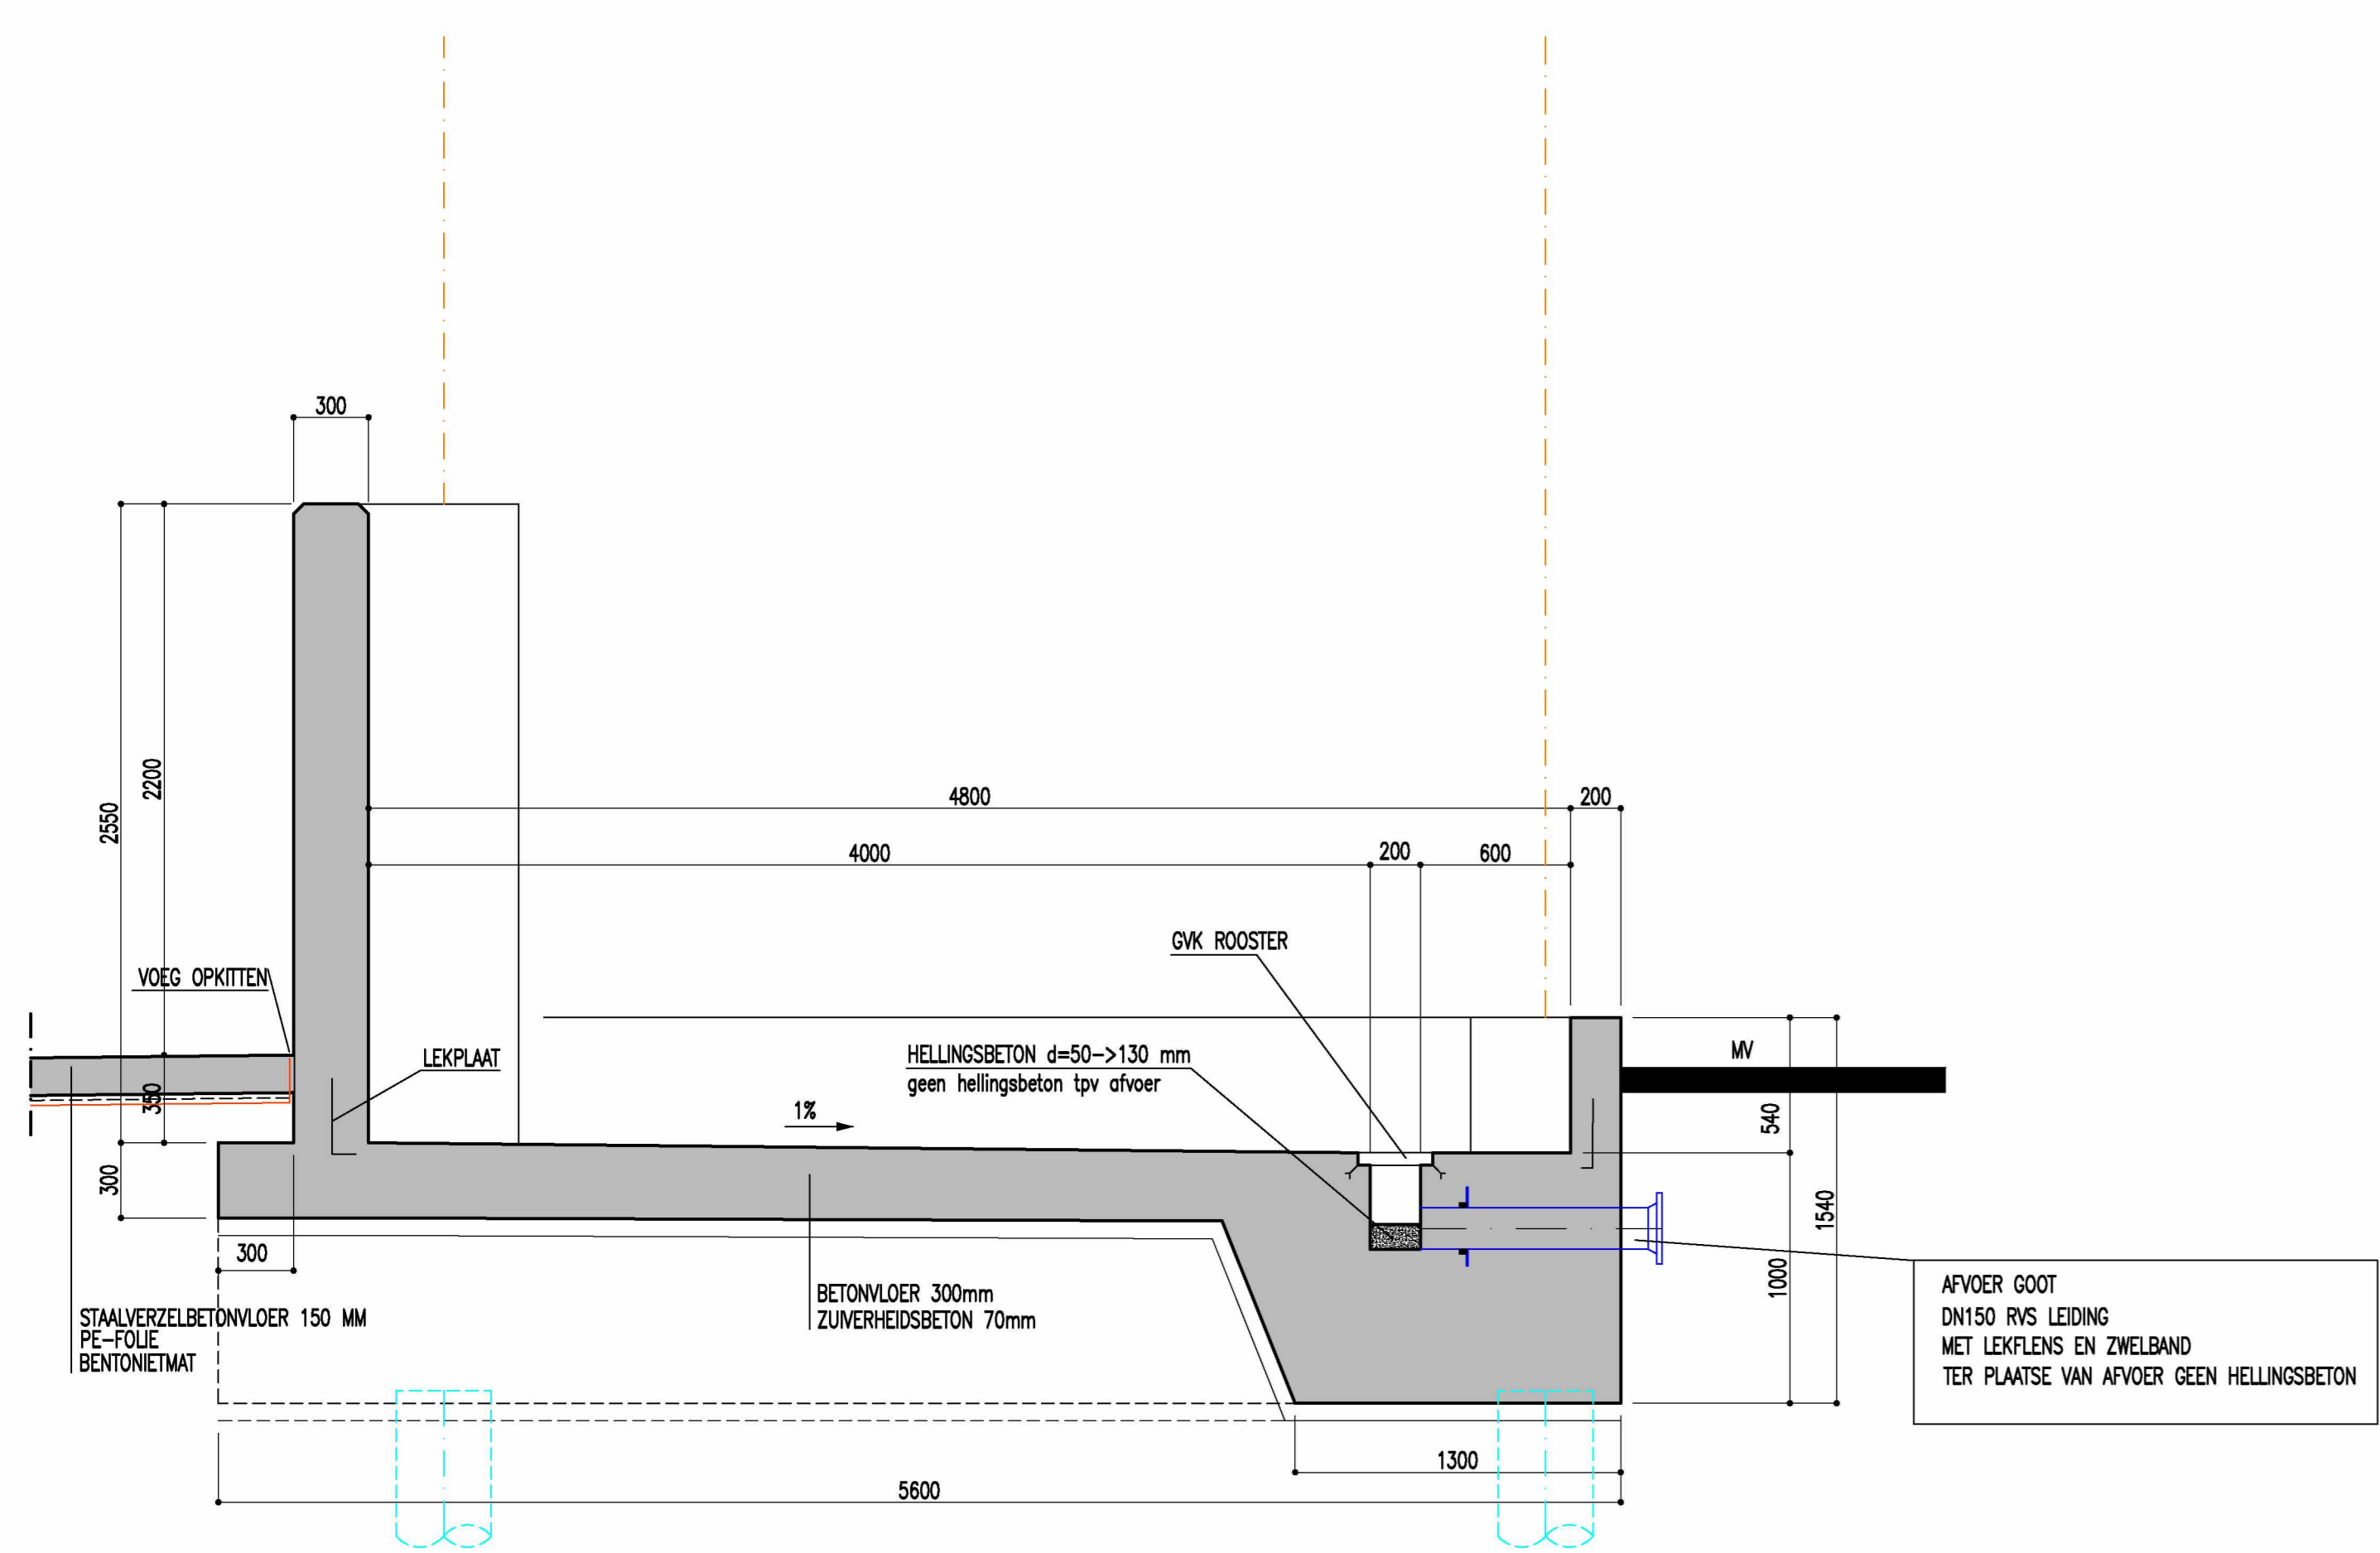 300
2200
2550
4800
200
4000
200
600
GVK ROOSTER
VOEG OPKITTEN
LEKPLAAT
HELLINGSBETON d=50->130 mm
geen hellingsbeton tpv afvoer
MV
350
1%
540
300
1540
300
1000
BETONVLOER 300mm
ZUIVERHEIDSBETON 70mm
STAALVERZELBETONVLOER 150 MM
PE-FOLIE
BENTONIETMAT
AFVOER GOOT
DN150 RVS LEIDING
MET LEKFLENS EN ZWELBAND
TER PLAATSE VAN AFVOER GEEN HELLINGSBETON
1300
5600